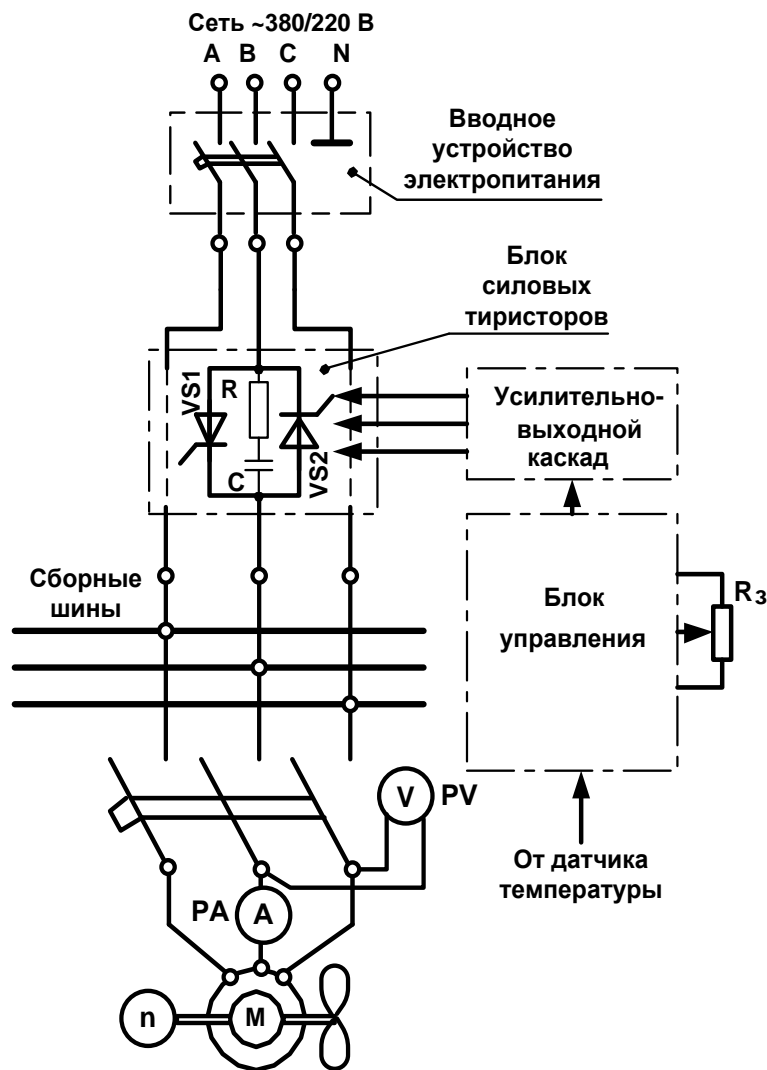 Сеть ~380/220 В
A B C N
Вводное
устройство
электропитания
Блок
силовых
тиристоров
VS1
R
C
VS2
Усилительно-
выходной
каскад
Сборные
шины
Блок
управления
R3
V PV
От датчика
температуры
PA A
n M